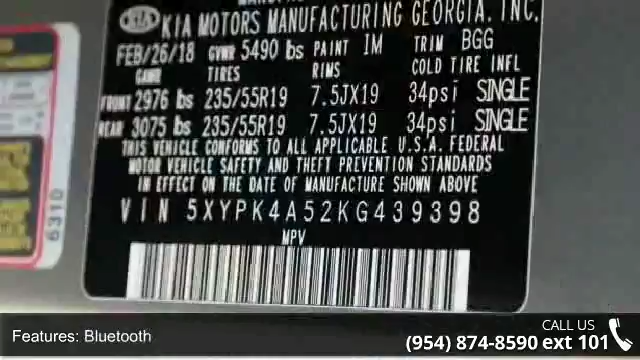 KIA KIA MOTORS MANUFACTURING GEORGIA, INC.
FEB/26/18 GVWR 5490 lbs PAINT IM TRIM BGG
GAWR TIRES RIMS COLD TIRE INFL
FRONT 2976 lbs 235/55R19 7.5JX19 34psi SINGLE
REAR 3075 lbs 235/55R19 7.5JX19 34psi SINGLE
THIS VEHICLE CONFORMS TO ALL APPLICABLE U.S.A. FEDERAL
MOTOR VEHICLE SAFETY AND THEFT PREVENTION STANDARDS
IN EFFECT ON THE DATE OF MANUFACTURE SHOWN ABOVE
VIN 5XYPK4A52KG439398
MPV
6310
Features: Bluetooth
CALL US
(954) 874-8590 ext 101